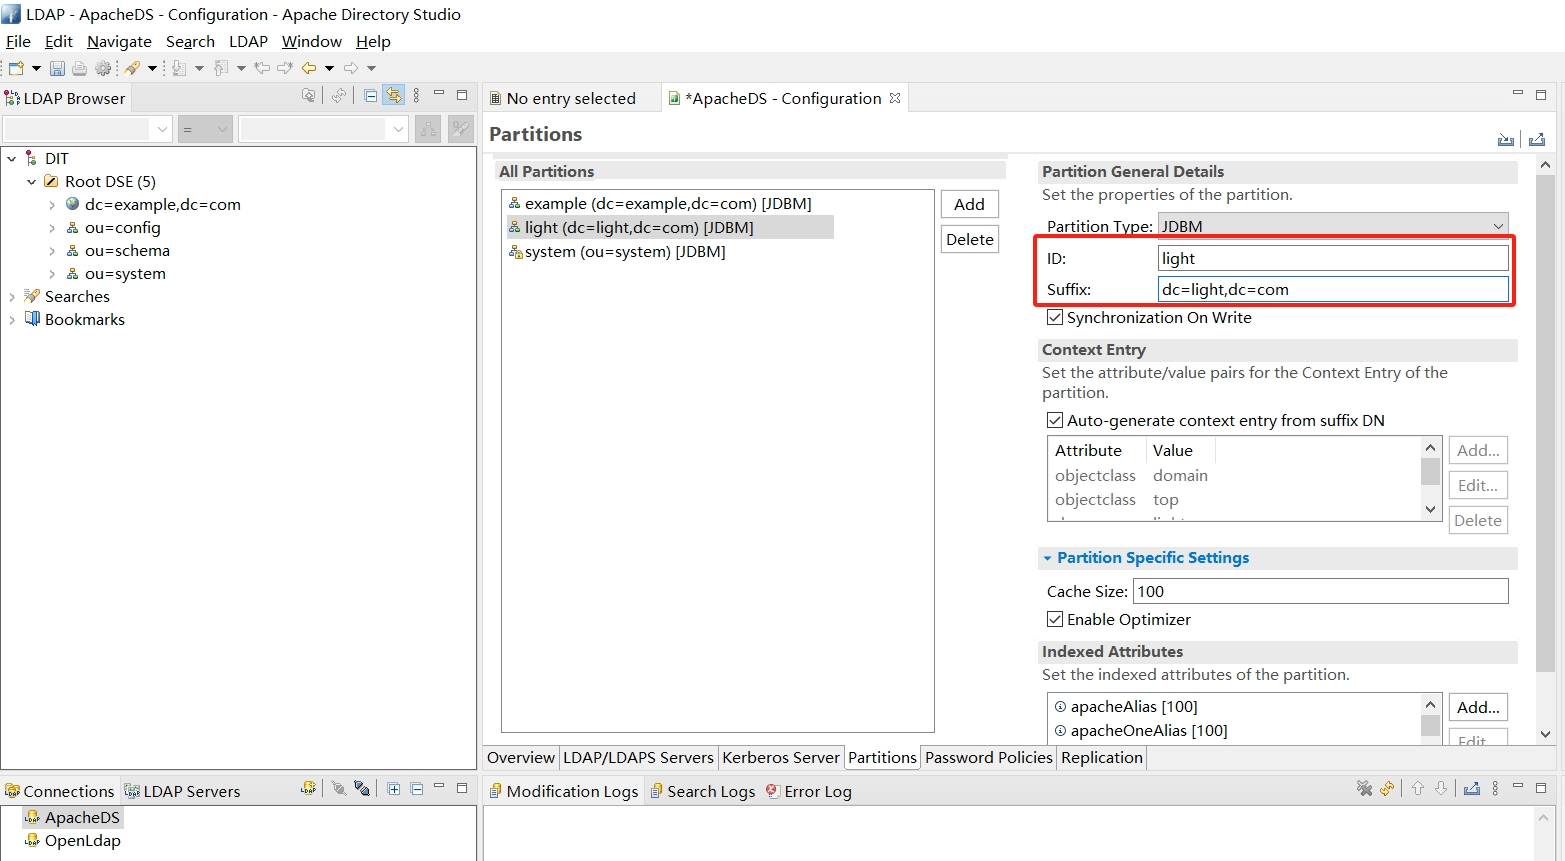 LDAP - ApacheDS - Configuration - Apache Directory Studio
File Edit Navigate Search LDAP Window Help
LDAP Browser
=
DIT
Root DSE (5)
dc=example,dc=com
ou=config
ou=schema
ou=system
Searches
Bookmarks
No entry selected
*ApacheDS - Configuration
Partitions
All Partitions
example (dc=example,dc=com) [JDBM]
light (dc=light,dc=com) [JDBM]
system (ou=system) [JDBM]
Add
Delete
Partition General Details
Set the properties of the partition.
Partition Type: JDBM
ID: light
Suffix: dc=light,dc=com
Synchronization On Write
Context Entry
Set the attribute/value pairs for the Context Entry of the
partition.
Auto-generate context entry from suffix DN
Attribute Value
objectclass domain
objectclass top
Add...
Edit...
Delete
Partition Specific Settings
Cache Size: 100
Enable Optimizer
Indexed Attributes
Set the indexed attributes of the partition.
apacheAlias [100]
apacheOneAlias [100]
Add...
Edit...
Overview LDAP/LDAPS Servers Kerberos Server Partitions Password Policies Replication
Connections LDAP Servers
ApacheDS
OpenLdap
Modification Logs Search Logs Error Log